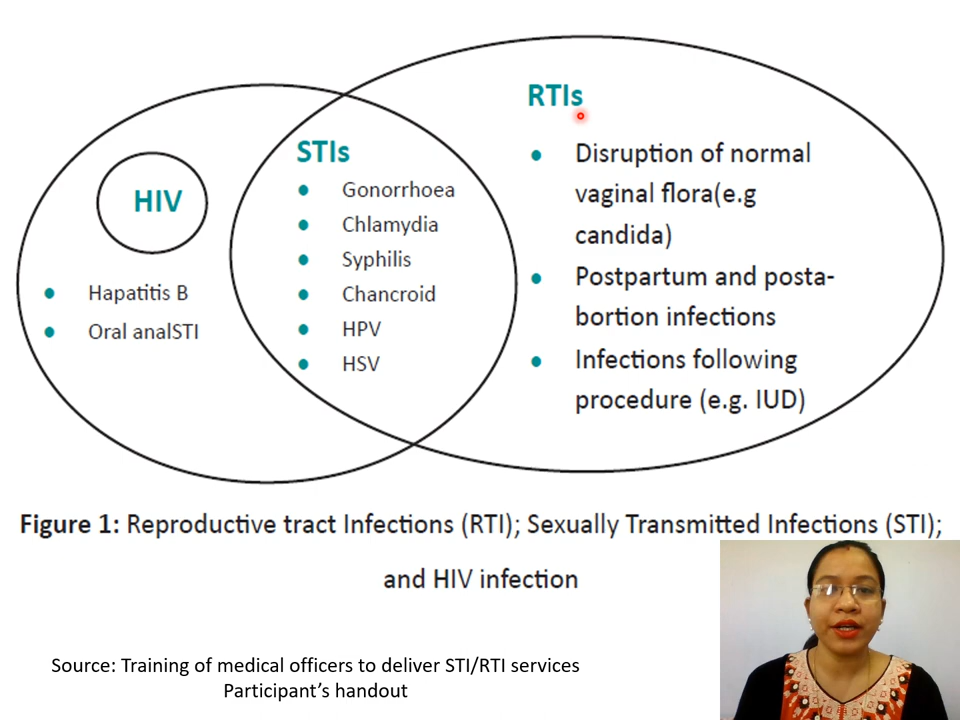 RTIs
Disruption of normal
vaginal flora(e.g
candida)
Postpartum and posta-
bortion infections
Infections following
procedure (e.g. IUD)
STIs
Gonorrhoea
Chlamydia
Syphilis
Chancroid
HPV
HSV
HIV
Hapatitis B
Oral analSTI
Figure 1: Reproductive tract Infections (RTI); Sexually Transmitted Infections (STI);
and HIV infection
Source: Training of medical officers to deliver STI/RTI services
Participant's handout